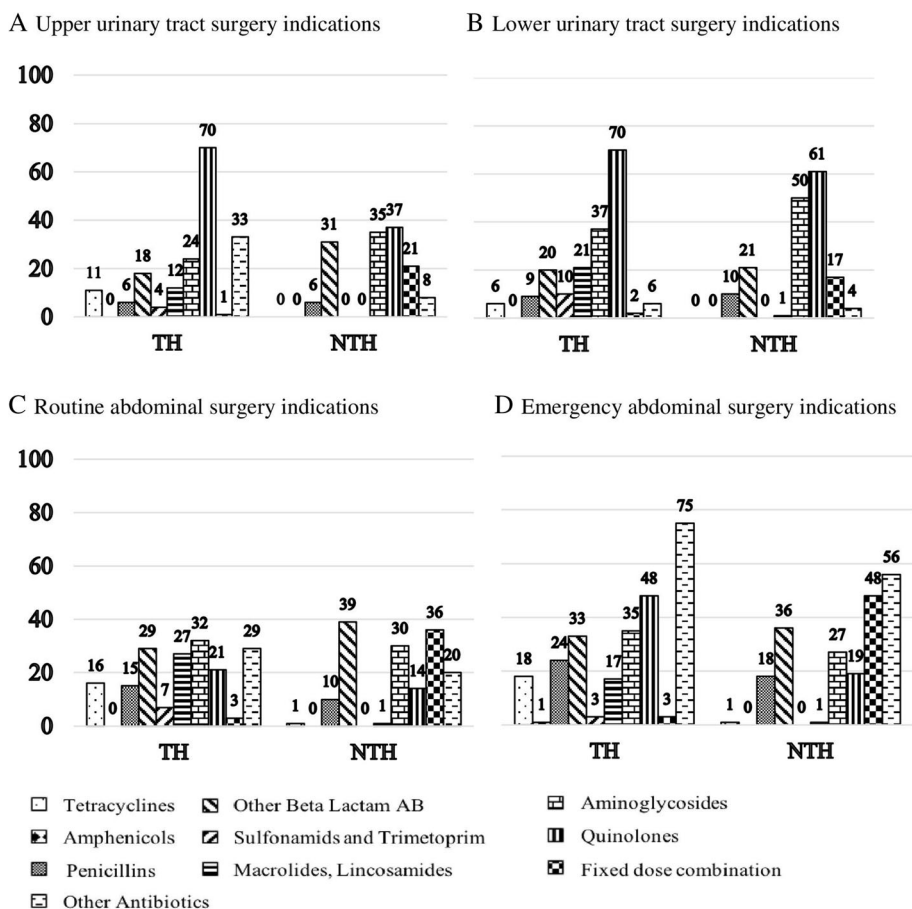 A Upper urinary tract surgery indications
100
80
60
40
20
0
11 0 6 18 4 12 24 70 1 33
0 0 6 31 0 0 35 37 21 8
TH NTH
B Lower urinary tract surgery indications
6 0 9 20 10 21 37 70 2 6
0 0 10 21 0 1 50 61 17 4
TH NTH
C Routine abdominal surgery indications
100
80
60
40
20
0
16 0 15 29 7 27 32 21 3 29
1 0 10 39 0 1 30 14 36 20
TH NTH
D Emergency abdominal surgery indications
18 1 24 33 3 17 35 48 3 75
1 0 18 36 0 1 27 19 48 56
TH NTH
Tetracyclines
Amphenicols
Penicillins
Other Antibiotics
Other Beta Lactam AB
Sulfonamids and Trimetoprim
Macrolides, Lincosamides
Aminoglycosides
Quinolones
Fixed dose combination